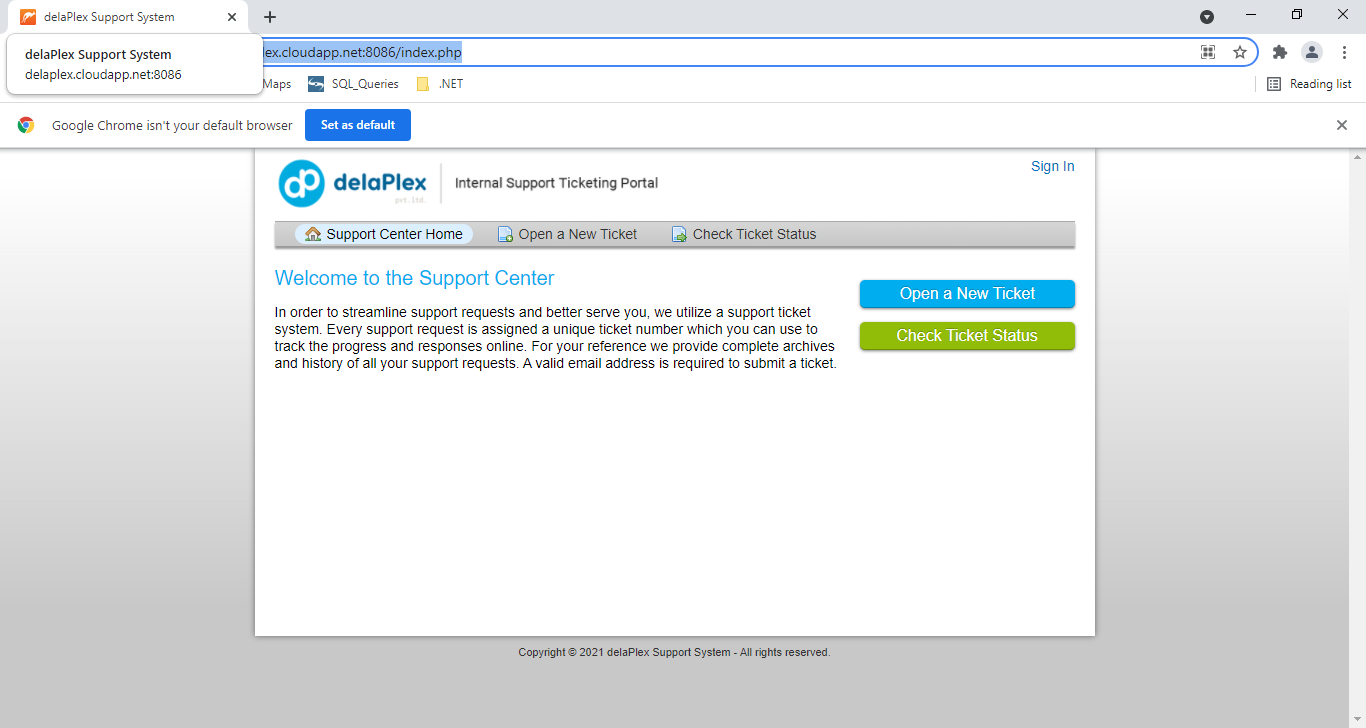 delaPlex Support System
delaPlex Support System
delaplex.cloudapp.net:8086
lex.cloudapp.net:8086/index.php
Maps SQL_Queries .NET Reading list
Google Chrome isn't your default browser Set as default
dp delaPlex pvt.ltd. Internal Support Ticketing Portal Sign In
Support Center Home Open a New Ticket Check Ticket Status
Welcome to the Support Center
In order to streamline support requests and better serve you, we utilize a support ticket
system. Every support request is assigned a unique ticket number which you can use to
track the progress and responses online. For your reference we provide complete archives
and history of all your support requests. A valid email address is required to submit a ticket.
Open a New Ticket
Check Ticket Status
Copyright © 2021 delaPlex Support System - All rights reserved.